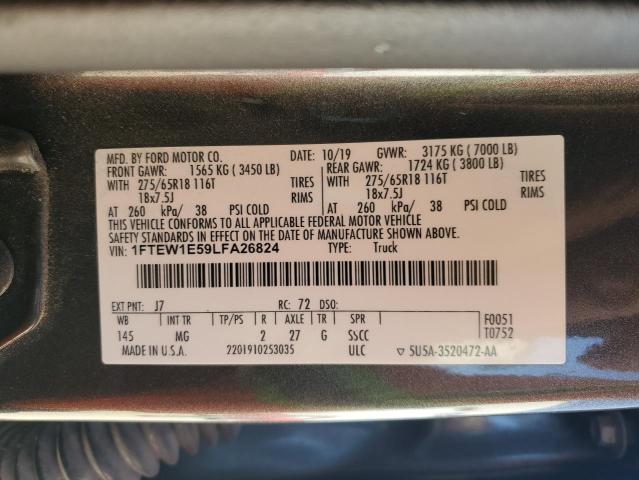 MFD. BY FORD MOTOR CO. DATE: 10/19 GVWR: 3175 KG (7000 LB)
FRONT GAWR: 1565 KG (3450 LB) REAR GAWR: 1724 KG (3800 LB)
WITH 275/65R18 116T TIRES WITH 275/65R18 116T TIRES
18x7.5J RIMS 18x7.5J RIMS
AT 260 kPa/ 38 PSI COLD AT 260 kPa/ 38 PSI COLD
THIS VEHICLE CONFORMS TO ALL APPLICABLE FEDERAL MOTOR VEHICLE
SAFETY STANDARDS IN EFFECT ON THE DATE OF MANUFACTURE SHOWN ABOVE.
VIN: 1FTEW1E59LFA26824 TYPE: Truck
EXT PNT: J7 RC: 72 DSO:
WB INT TR TP/PS R AXLE TR SPR F0051
145 MG 2 27 G SSCC T0752
MADE IN U.S.A. 2201910253035 ULC ▽ 5U5A-3520472-AA